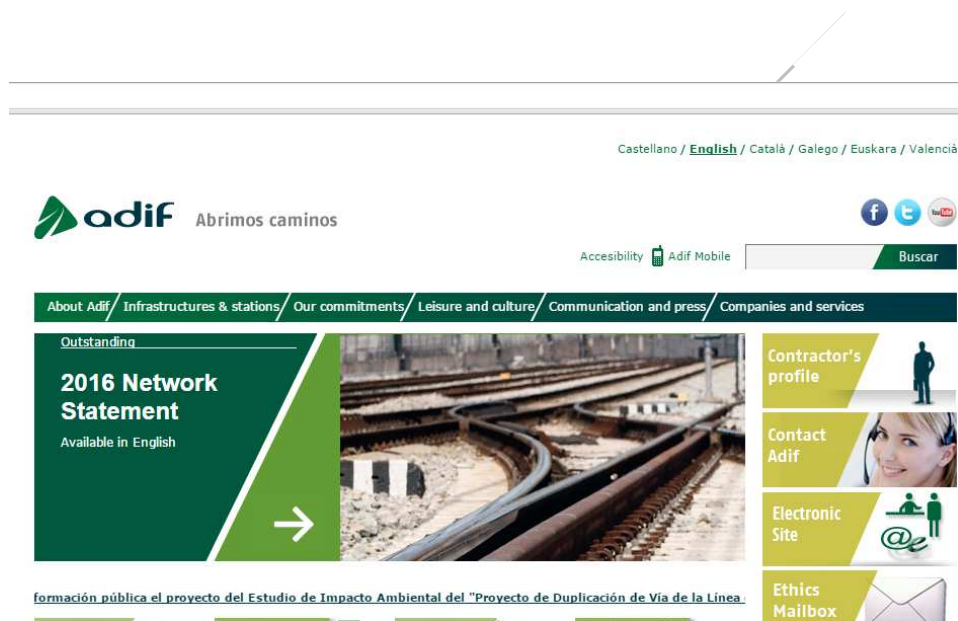 Castellano / English / Català / Galego / Euskara / Valencià
adif Abrimos caminos
Accesibility Adif Mobile Buscar
About Adif / Infrastructures & stations / Our commitments / Leisure and culture / Communication and press / Companies and services
Outstanding
2016 Network
Statement
Available in English
Contractor's
profile
Contact
Adif
Electronic
Site
Ethics
Mailbox
formación pública el proyecto del Estudio de Impacto Ambiental del "Proyecto de Duplicación de Vía de la Línea